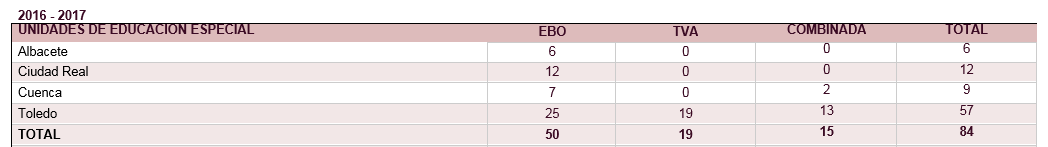 2016 - 2017
UNIDADES DE EDUCACION ESPECIAL EBO TVA COMBINADA TOTAL
Albacete 6 0 0 6
Ciudad Real 12 0 0 12
Cuenca 7 0 2 9
Toledo 25 19 13 57
TOTAL 50 19 15 84